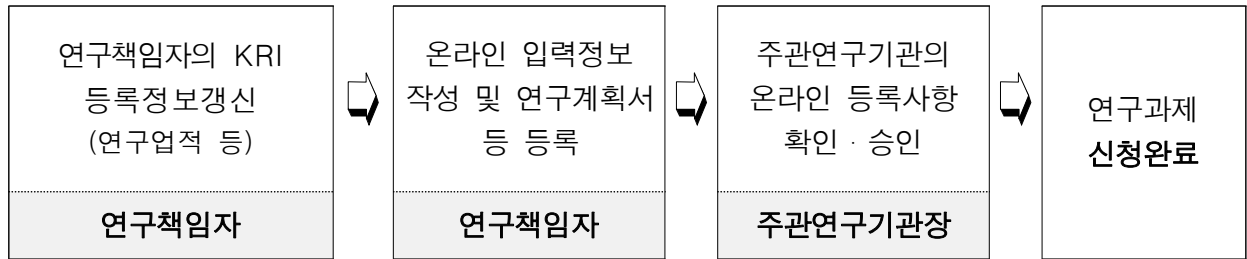 연구책임자의 KRI
등록정보갱신
(연구업적 등)
연구책임자
온라인 입력정보
작성 및 연구계획서
등 등록
연구책임자
주관연구기관의
온라인 등록사항
확인 · 승인
주관연구기관장
연구과제
신청완료